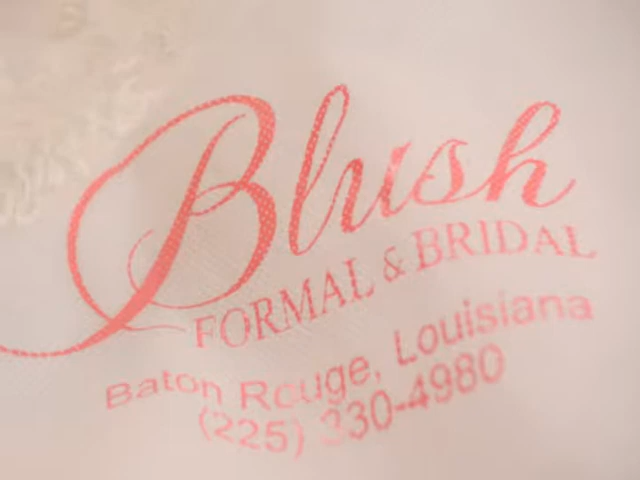 Blush
FORMAL & BRIDAL
Baton Rouge, Louisiana
(225) 330-4980